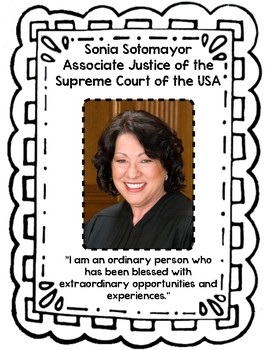 Sonia Sotomayor
Associate Justice of the
Supreme Court of the USA
"I am an ordinary person who
has been blessed with
extraordinary opportunities and
experiences."